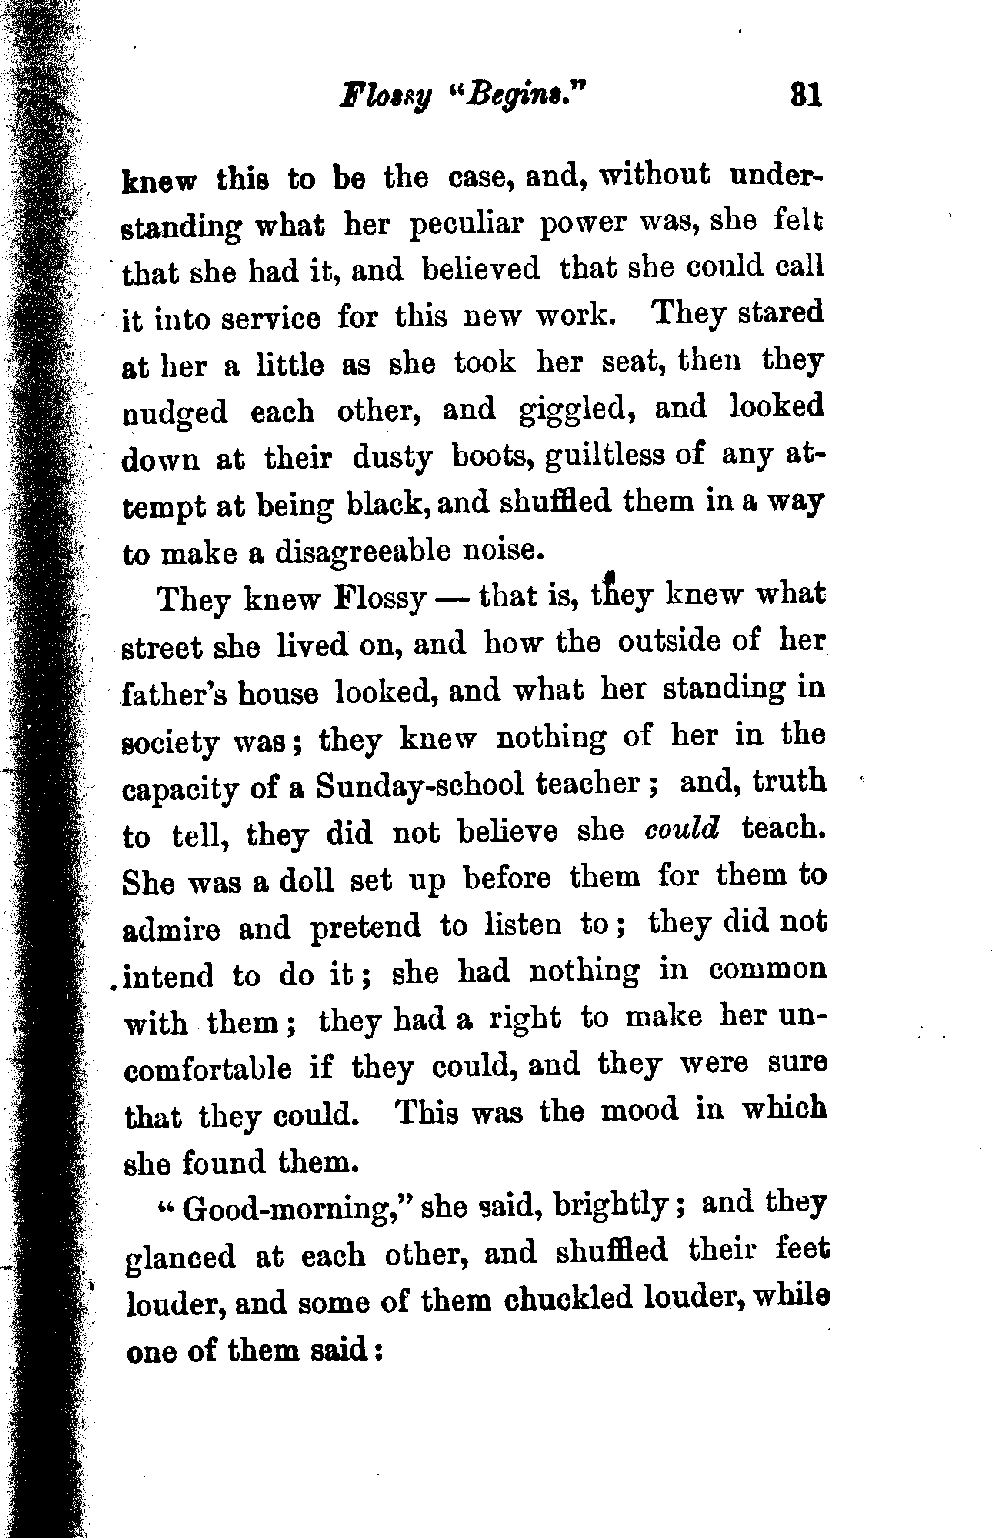 Flossy "Begins." 81
knew this to be the case, and, without under-
standing what her peculiar power was, she felt
that she had it, and believed that she could call
it into service for this new work. They stared
at her a little as she took her seat, then they
nudged each other, and giggled, and looked
down at their dusty boots, guiltless of any at-
tempt at being black, and shuffled them in a way
to make a disagreeable noise.
They knew Flossy — that is, they knew what
street she lived on, and how the outside of her
father's house looked, and what her standing in
society was; they knew nothing of her in the
capacity of a Sunday-school teacher; and, truth
to tell, they did not believe she could teach.
She was a doll set up before them for them to
admire and pretend to listen to; they did not
intend to do it; she had nothing in common
with them; they had a right to make her un-
comfortable if they could, and they were sure
that they could. This was the mood in which
she found them.
"Good-morning," she said, brightly; and they
glanced at each other, and shuffled their feet
louder, and some of them chuckled louder, while
one of them said: